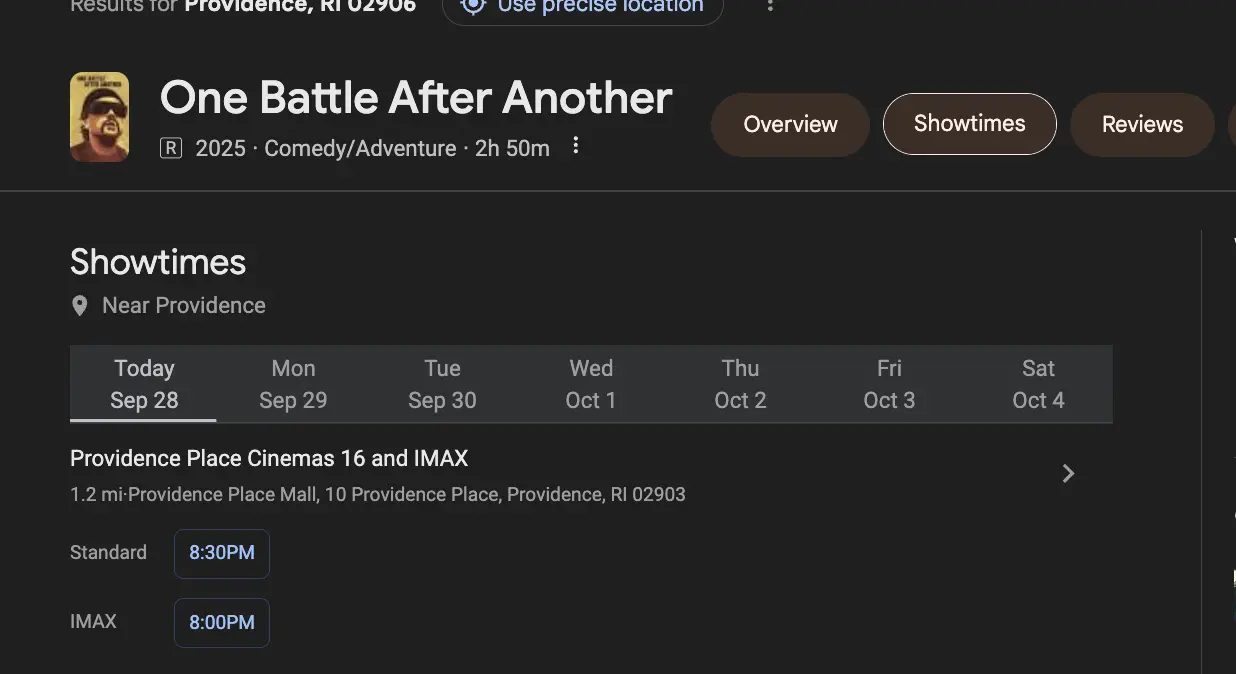 Results for Providence, RI 02906 Use precise location
One Battle After Another
R 2025 · Comedy/Adventure · 2h 50m
Overview Showtimes Reviews
Showtimes
Near Providence
Today Mon Tue Wed Thu Fri Sat
Sep 28 Sep 29 Sep 30 Oct 1 Oct 2 Oct 3 Oct 4
Providence Place Cinemas 16 and IMAX
1.2 mi·Providence Place Mall, 10 Providence Place, Providence, RI 02903
Standard 8:30PM
IMAX 8:00PM